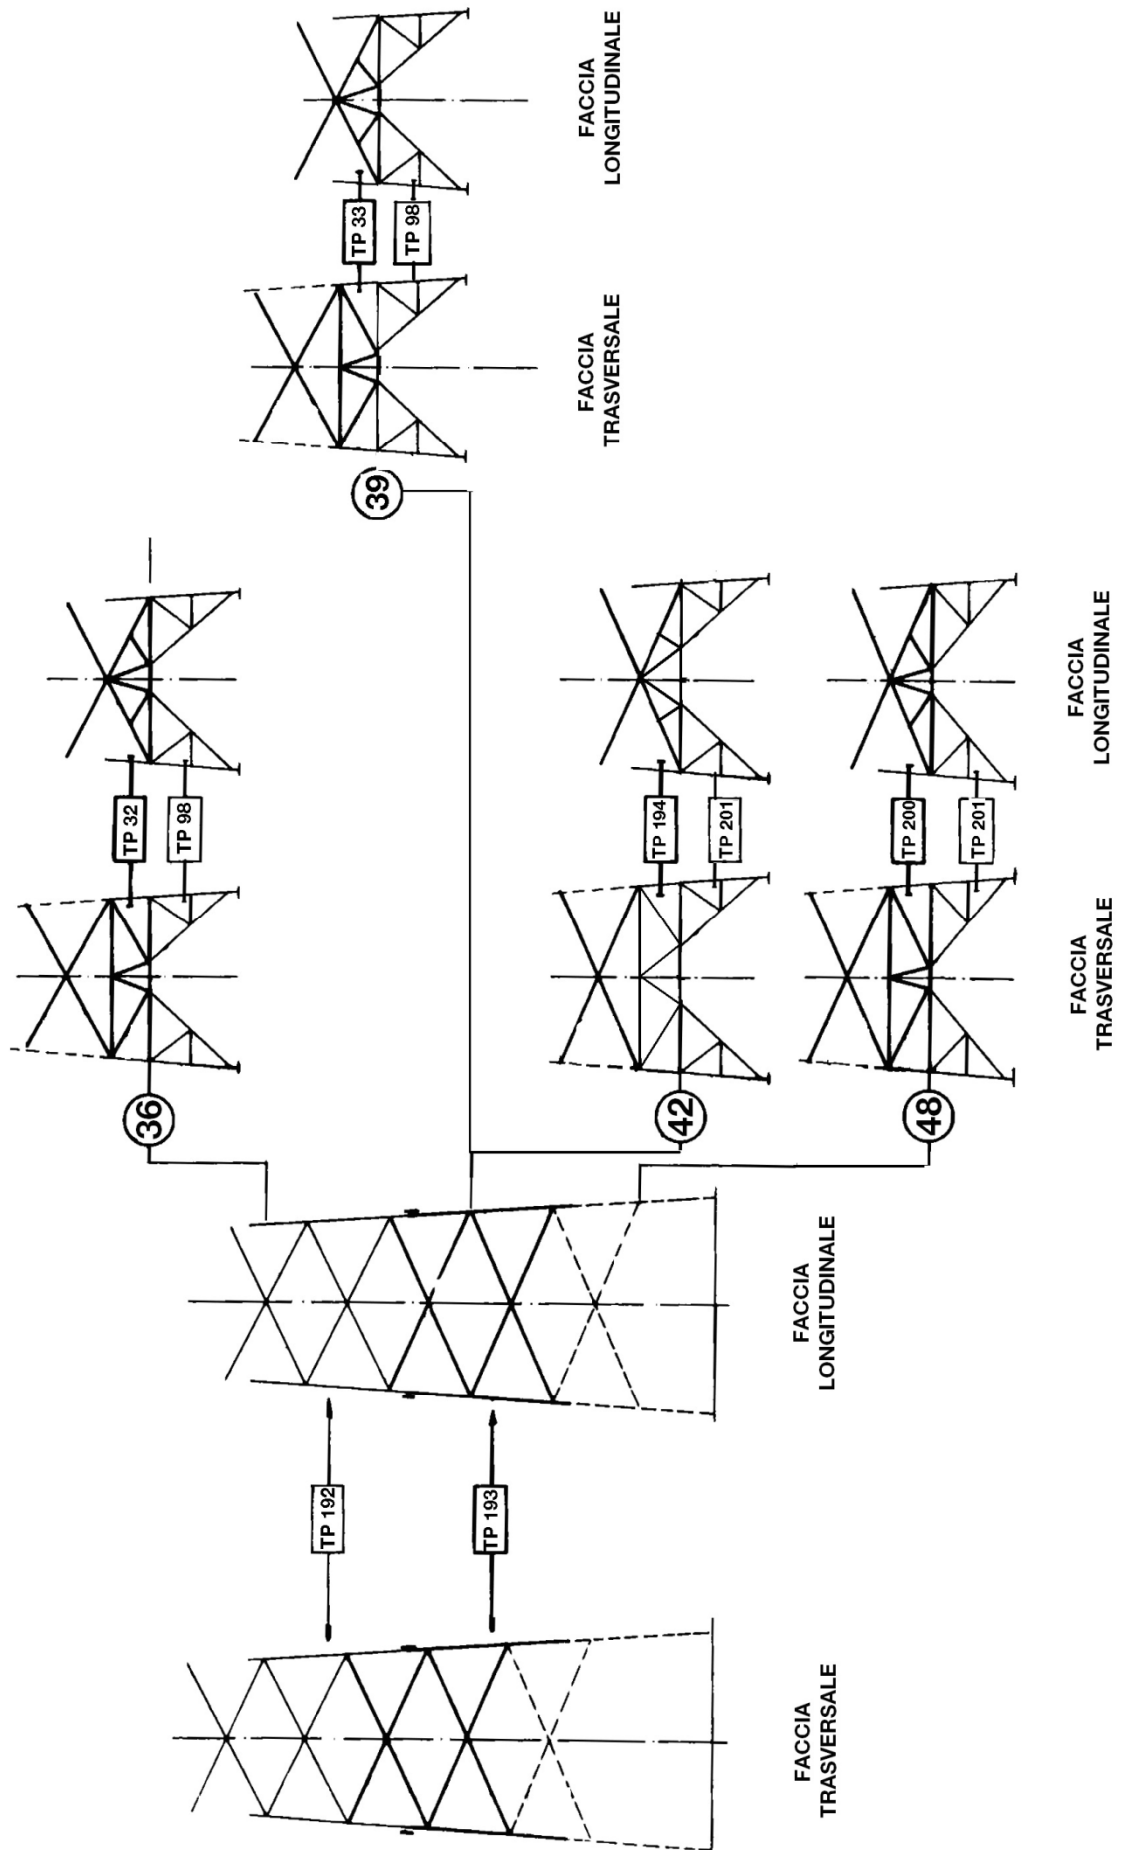 FACCIA
LONGITUDINALE
TP 33
TP 98
FACCIA
TRASVERSALE
39
TP 32
TP 98
36
FACCIA
LONGITUDINALE
TP 194
TP 201
TP 200
TP 201
FACCIA
TRASVERSALE
42
48
FACCIA
LONGITUDINALE
TP 192
TP 193
FACCIA
TRASVERSALE